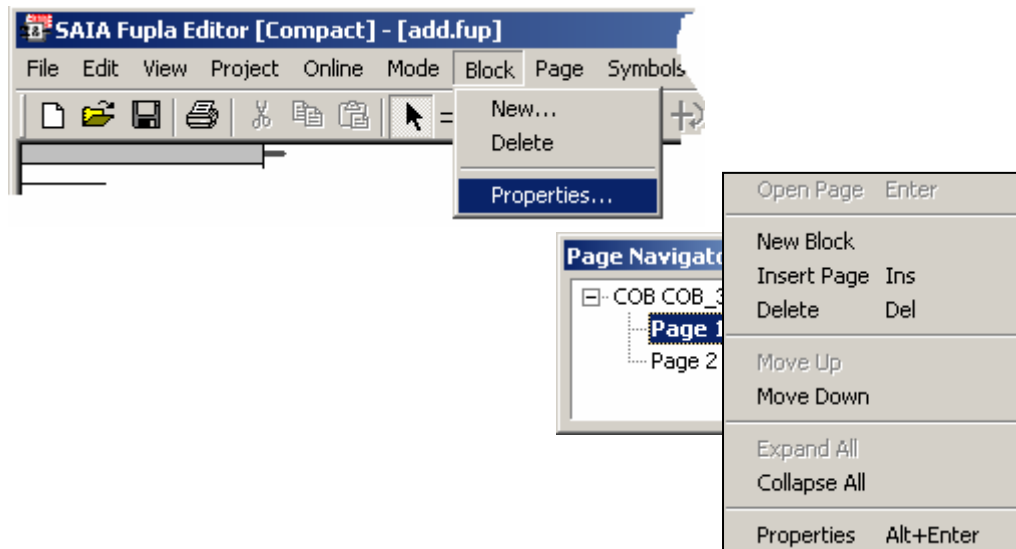 SAIA Fupla Editor [Compact] - [add.fup]
File Edit View Project Online Mode Block Page Symbols
New...
Delete
Properties...
Page Navigato
COB COB_3
Page 1
Page 2
Open Page Enter
New Block
Insert Page Ins
Delete Del
Move Up
Move Down
Expand All
Collapse All
Properties Alt+Enter